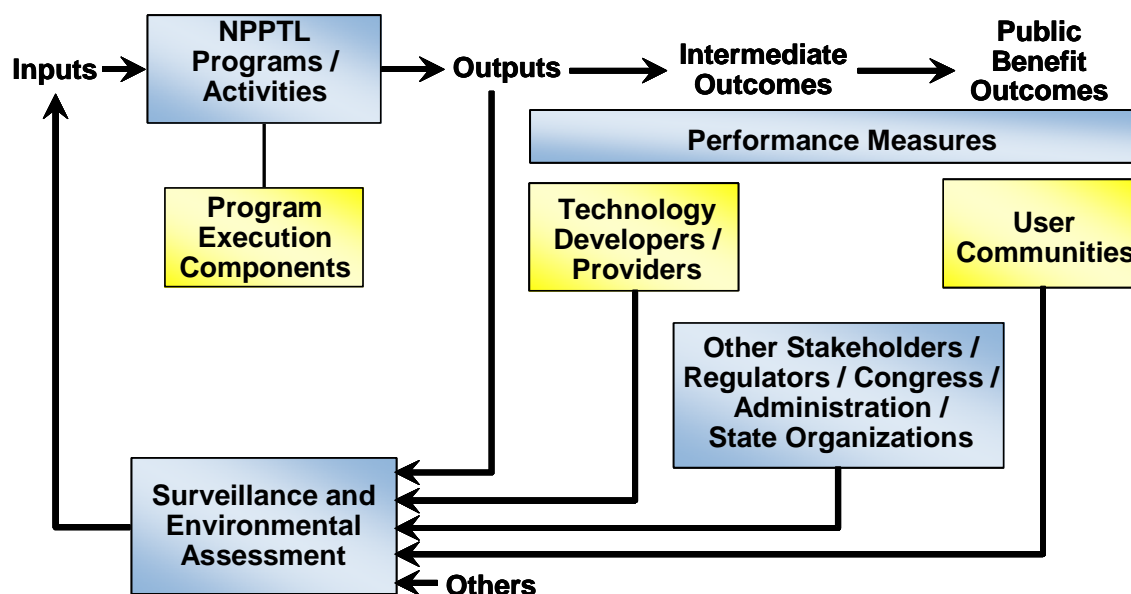 Inputs
NPPTL
Programs /
Activities
Outputs
Intermediate
Outcomes
Public
Benefit
Outcomes
Performance Measures
Program
Execution
Components
Technology
Developers /
Providers
User
Communities
Other Stakeholders /
Regulators / Congress /
Administration /
State Organizations
Surveillance and
Environmental
Assessment
Others